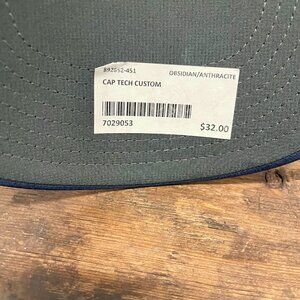 892652-451 OBSIDIAN/ANTHRACITE
CAP TECH CUSTOM
7029053
$32.00